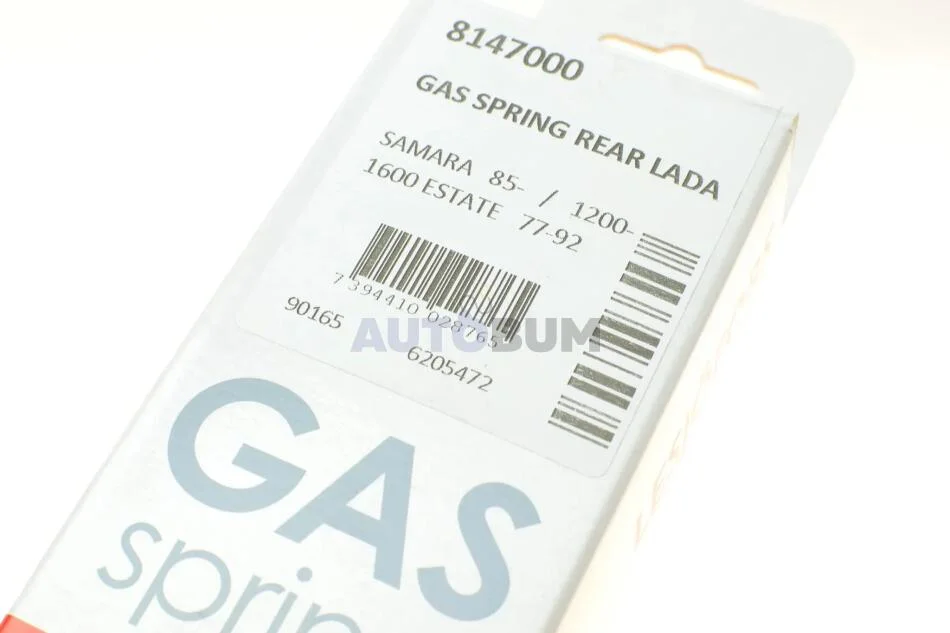 8147000
GAS SPRING REAR LADA
SAMARA 85- / 1200-
1600 ESTATE 77-92
7 394410 028765
90165
6205472
AUTOBUM
GAS
sprin